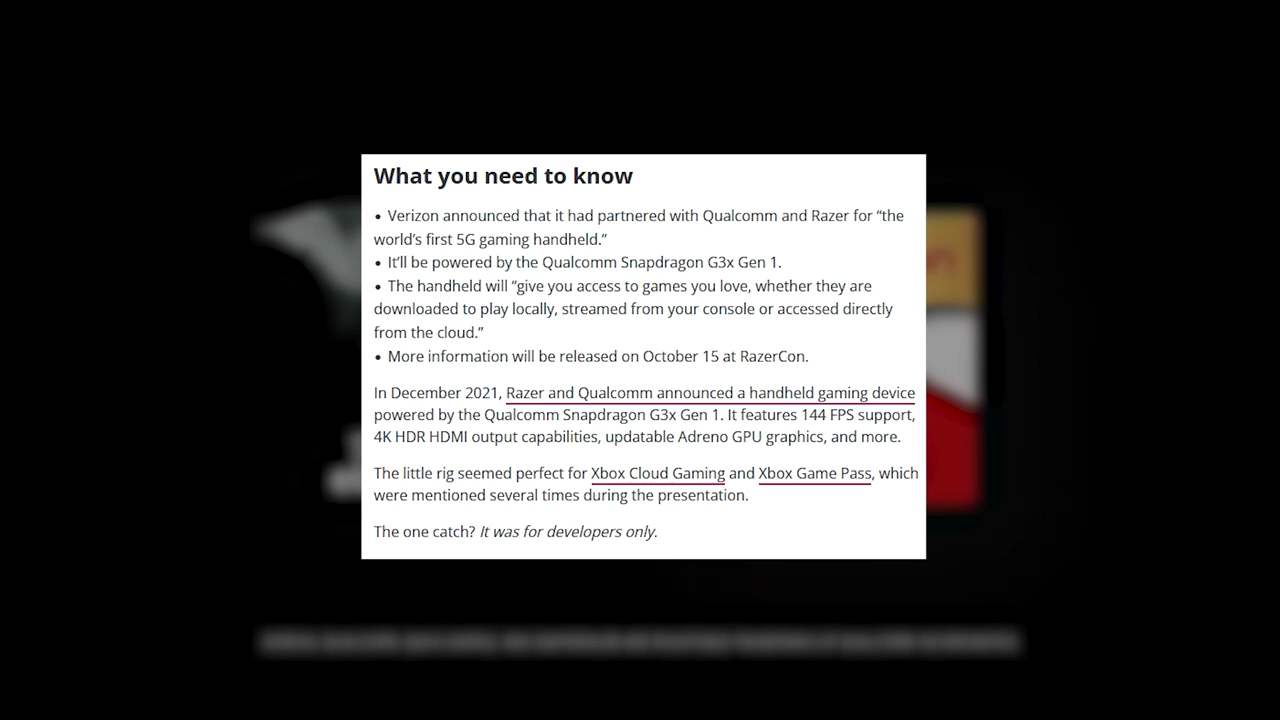 What you need to know
• Verizon announced that it had partnered with Qualcomm and Razer for “the
world’s first 5G gaming handheld.”
• It’ll be powered by the Qualcomm Snapdragon G3x Gen 1.
• The handheld will “give you access to games you love, whether they are
downloaded to play locally, streamed from your console or accessed directly
from the cloud.”
• More information will be released on October 15 at RazerCon.
In December 2021, Razer and Qualcomm announced a handheld gaming device
powered by the Qualcomm Snapdragon G3x Gen 1. It features 144 FPS support,
4K HDR HDMI output capabilities, updatable Adreno GPU graphics, and more.
The little rig seemed perfect for Xbox Cloud Gaming and Xbox Game Pass, which
were mentioned several times during the presentation.
The one catch? It was for developers only.